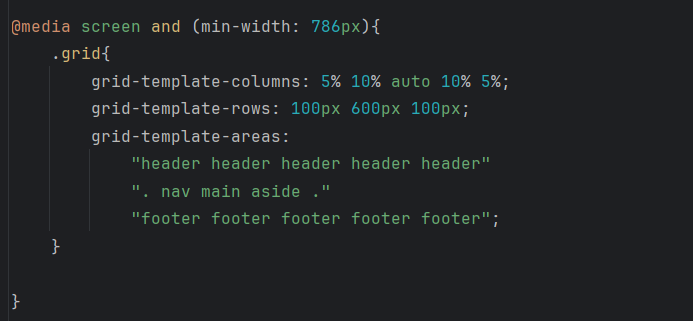 @media screen and (min-width: 786px){
    .grid{
        grid-template-columns: 5% 10% auto 10% 5%;
        grid-template-rows: 100px 600px 100px;
        grid-template-areas:
            "header header header header header"
            ". nav main aside ."
            "footer footer footer footer footer";
    }

}